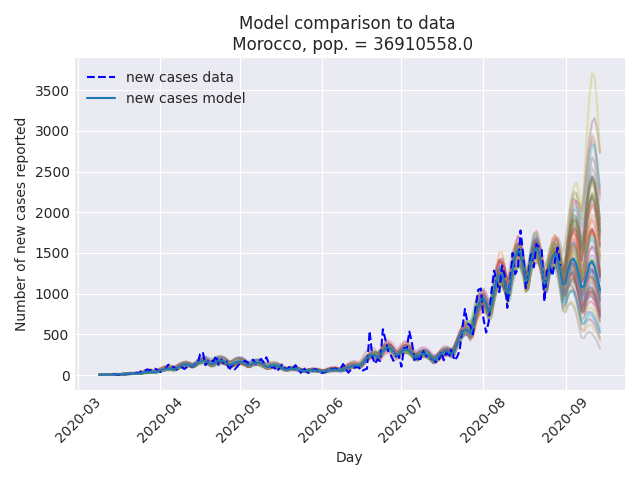 Model comparison to data
Morocco, pop. = 36910558.0
new cases data
new cases model
Number of new cases reported
3500
3000
2500
2000
1500
1000
500
0
2020-03
2020-04
2020-05
2020-06
2020-07
2020-08
2020-09
Day